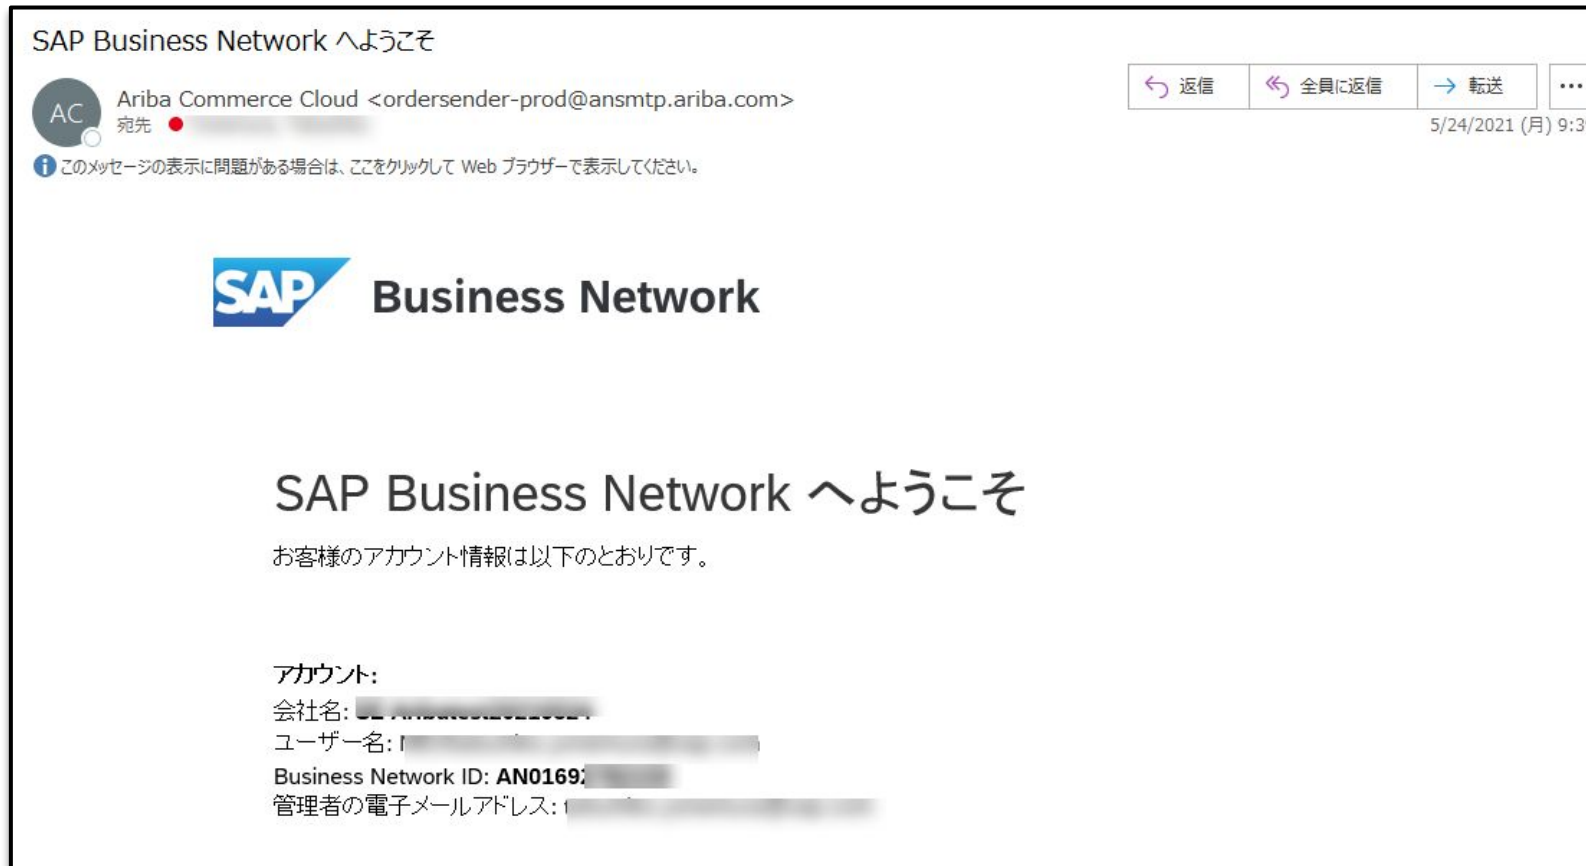 SAP Business Network へようこそ
AC
Ariba Commerce Cloud <ordersender-prod@ansmtp.ariba.com>
宛先
返信
全員に返信
転送
5/24/2021 (月) 9:39
このメッセージの表示に問題がある場合は、ここをクリックして Web ブラウザーで表示してください。
SAP Business Network
SAP Business Network へようこそ
お客様のアカウント情報は以下のとおりです。
アカウント:
会社名:
ユーザー名:
Business Network ID: AN0169
管理者の電子メールアドレス: